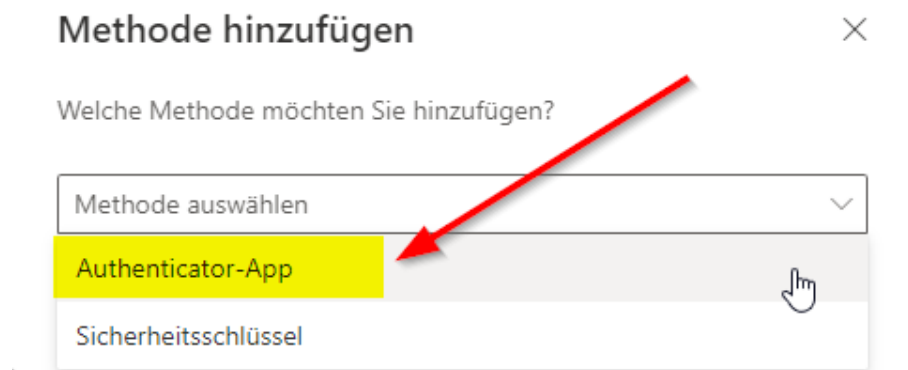 Methode hinzufügen
Welche Methode möchten Sie hinzufügen?
Methode auswählen
Authenticator-App
Sicherheitsschlüssel